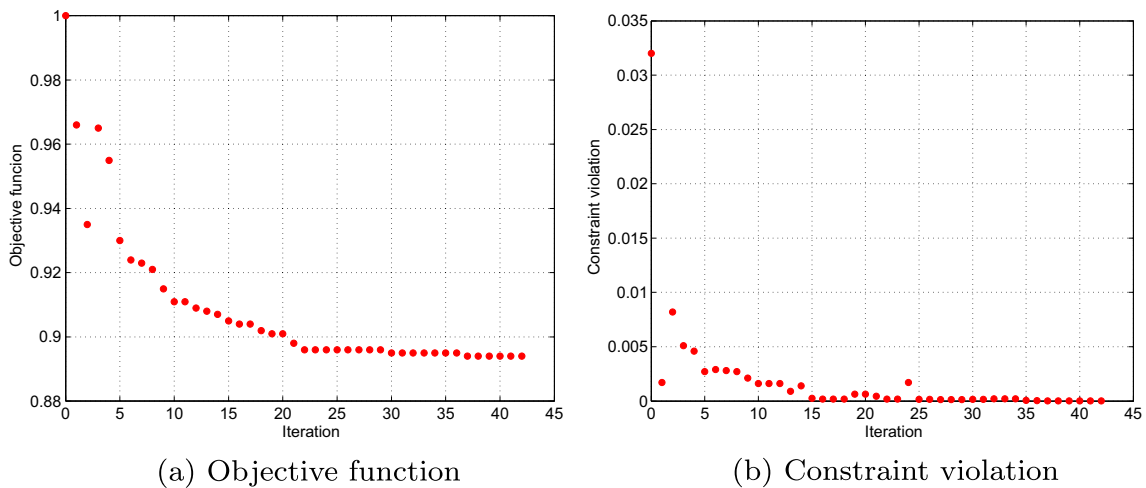 1
0.98
0.96
0.94
0.92
0.9
0.88
0 5 10 15 20 25 30 35 40 45
Objective funcion
Iteration
(a) Objective function
0.035
0.03
0.025
0.02
0.015
0.01
0.005
0
0 5 10 15 20 25 30 35 40 45
Constraint violation
Iteration
(b) Constraint violation